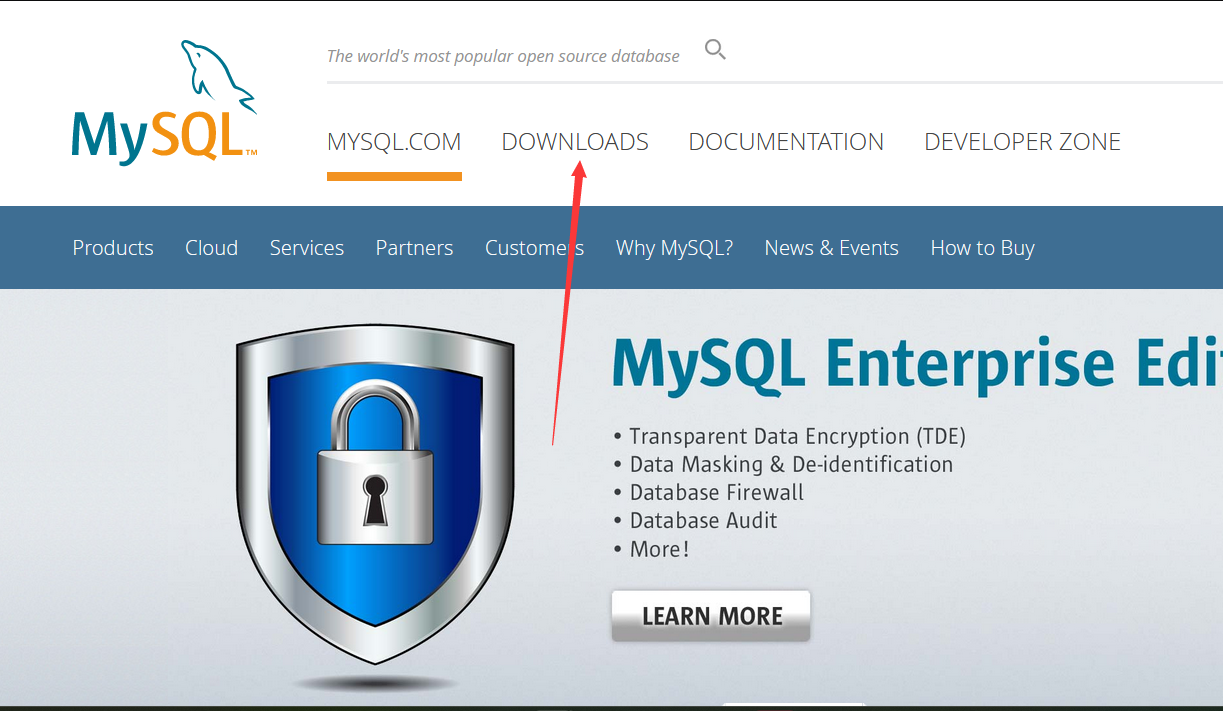 The world's most popular open source database
MySQL™
MYSQL.COM DOWNLOADS DOCUMENTATION DEVELOPER ZONE
Products Cloud Services Partners Customers Why MySQL? News & Events How to Buy
MySQL Enterprise Edi
• Transparent Data Encryption (TDE)
• Data Masking & De-identification
• Database Firewall
• Database Audit
• More!
LEARN MORE